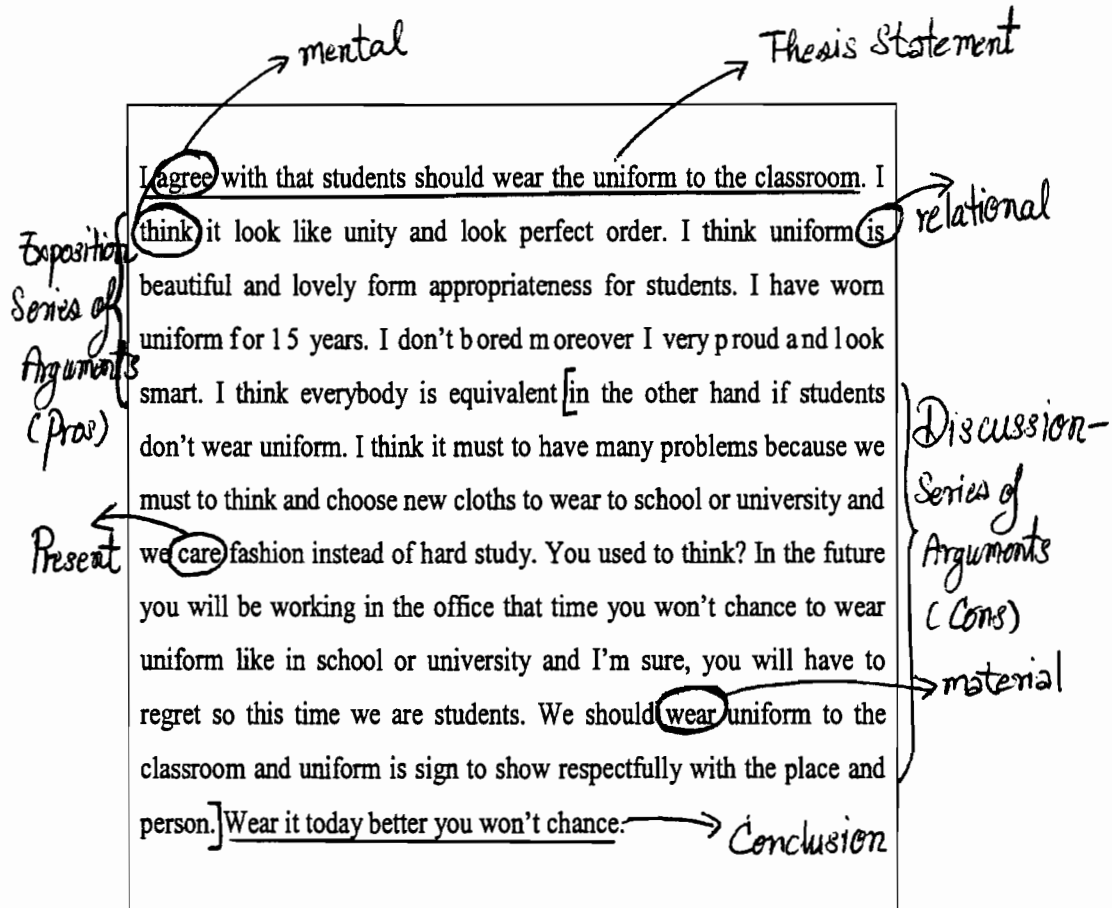 mental
Thesis Statement
I agree with that students should wear the uniform to the classroom. I
think it look like unity and look perfect order. I think uniform is
relational
Exposition
Series of
Arguments
(Pros)
beautiful and lovely form appropriateness for students. I have worn
uniform for 15 years. I don't bored moreover I very proud and look
smart. I think everybody is equivalent [in the other hand if students
don't wear uniform. I think it must to have many problems because we
must to think and choose new cloths to wear to school or university and
Discussion-
Series of
Arguments
(Cons)
Present
we care fashion instead of hard study. You used to think? In the future
you will be working in the office that time you won't chance to wear
uniform like in school or university and I'm sure, you will have to
material
regret so this time we are students. We should wear uniform to the
classroom and uniform is sign to show respectfully with the place and
person.] Wear it today better you won't chance.
Conclusion